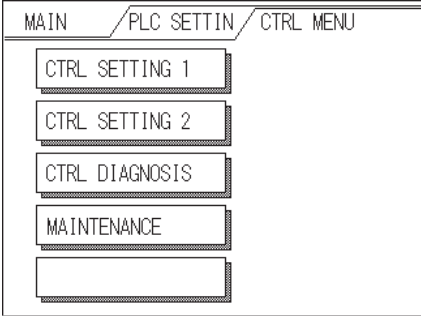 MAIN PLC SETTIN CTRL MENU
CTRL SETTING 1
CTRL SETTING 2
CTRL DIAGNOSIS
MAINTENANCE